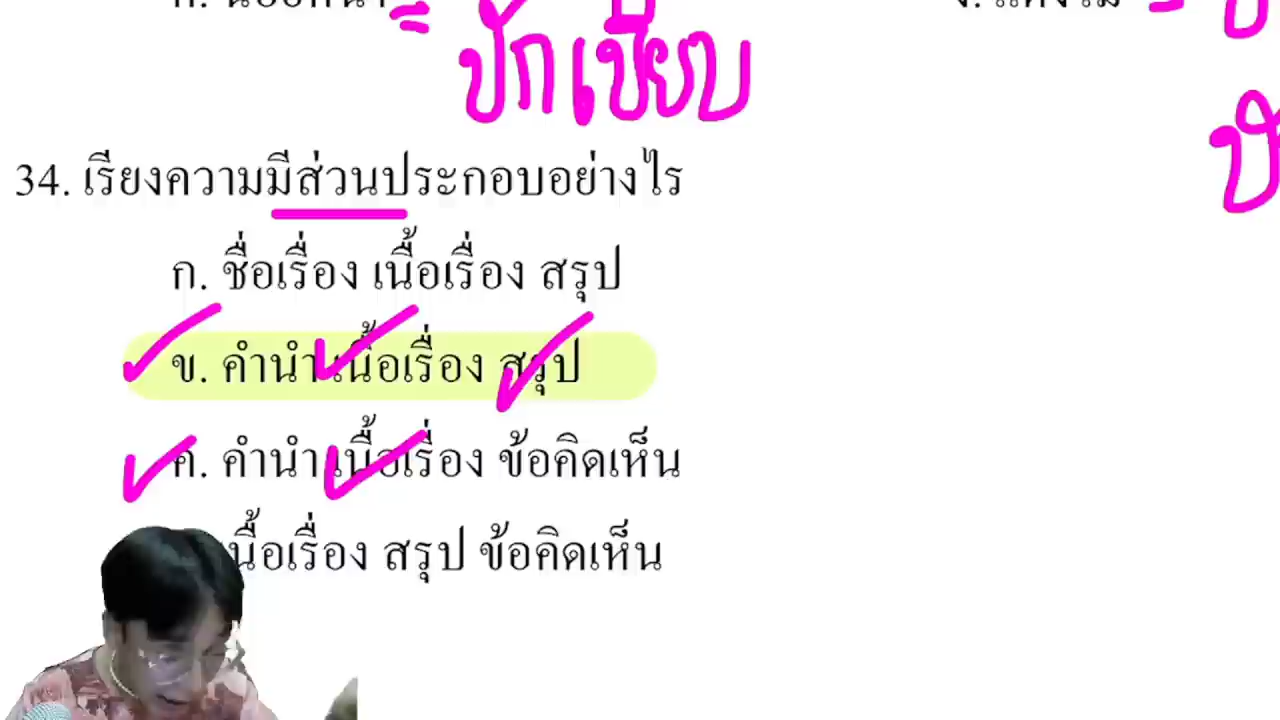 ปักเปียบ
34. เรียงความมีส่วนประกอบอย่างไร
ก. ชื่อเรื่อง เนื้อเรื่อง สรุป
ข. คำนำ เนื้อเรื่อง สรุป
ค. คำนำ เนื้อเรื่อง ข้อคิดเห็น
เนื้อเรื่อง สรุป ข้อคิดเห็น